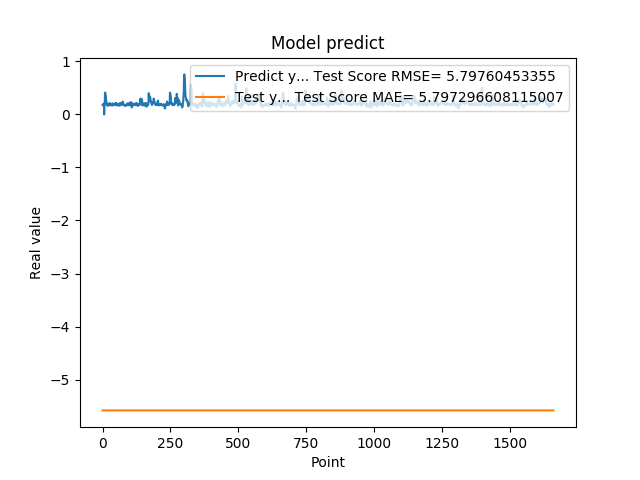 Model predict
Predict y... Test Score RMSE= 5.79760453355
Test y... Test Score MAE= 5.797296608115007
Real value
1
0
−1
−2
−3
−4
−5
0 250 500 750 1000 1250 1500
Point